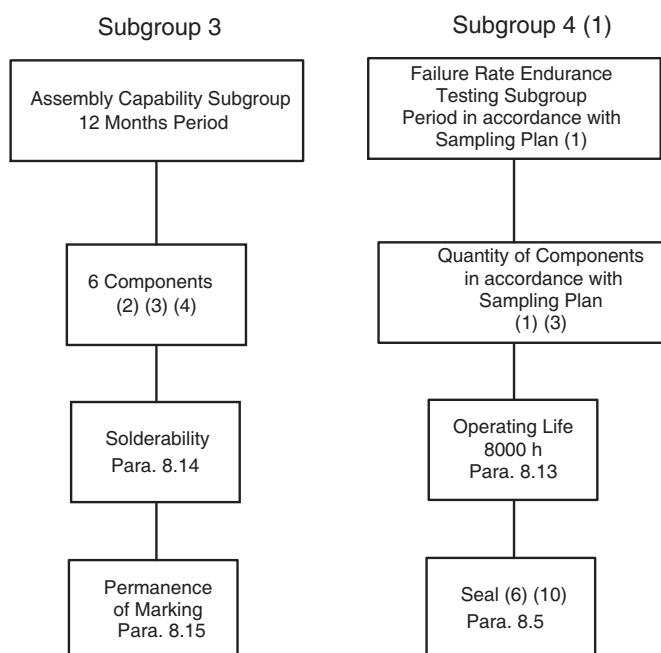 Subgroup 3
Assembly Capability Subgroup
12 Months Period
6 Components
(2) (3) (4)
Solderability
Para. 8.14
Permanence
of Marking
Para. 8.15
Subgroup 4 (1)
Failure Rate Endurance
Testing Subgroup
Period in accordance with
Sampling Plan (1)
Quantity of Components
in accordance with
Sampling Plan
(1) (3)
Operating Life
8000 h
Para. 8.13
Seal (6) (10)
Para. 8.5